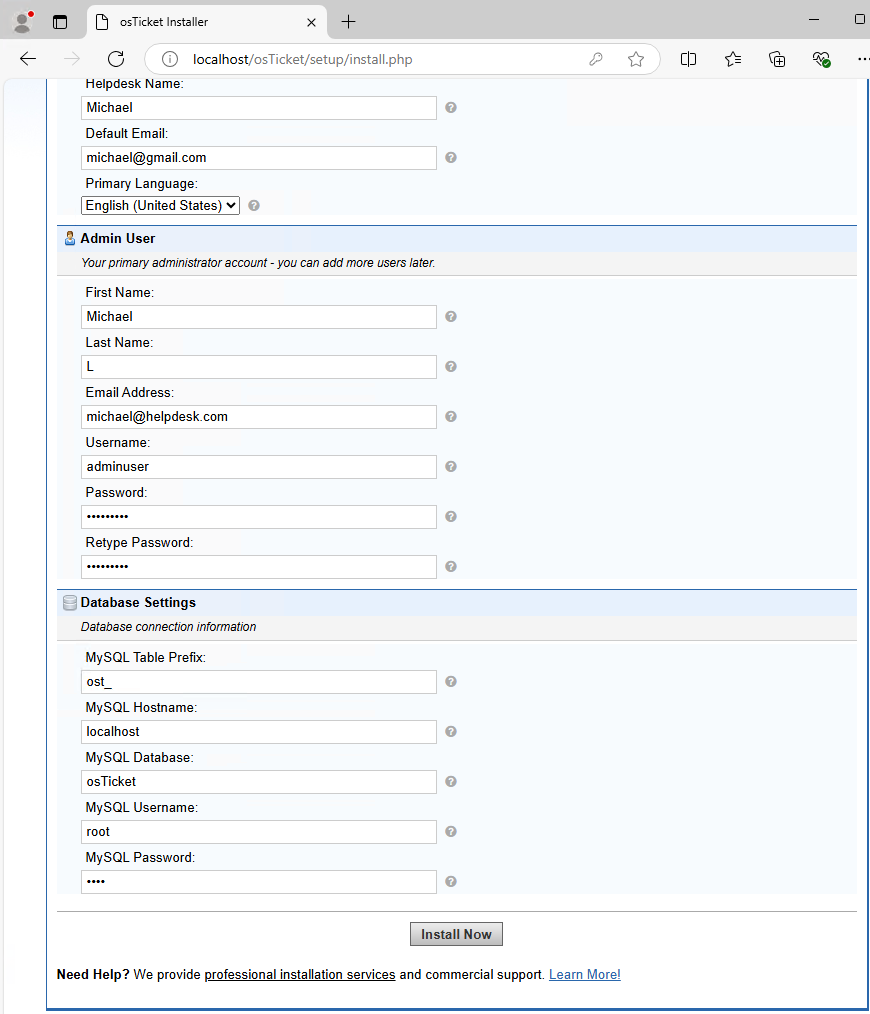 osTicket Installer
localhost/osTicket/setup/install.php
Helpdesk Name:
Michael
Default Email:
michael@gmail.com
Primary Language:
English (United States)
Admin User
Your primary administrator account - you can add more users later.
First Name:
Michael
Last Name:
L
Email Address:
michael@helpdesk.com
Username:
adminuser
Password:
•••••••••
Retype Password:
•••••••••
Database Settings
Database connection information
MySQL Table Prefix:
ost_
MySQL Hostname:
localhost
MySQL Database:
osTicket
MySQL Username:
root
MySQL Password:
••••
Install Now
Need Help? We provide professional installation services and commercial support. Learn More!